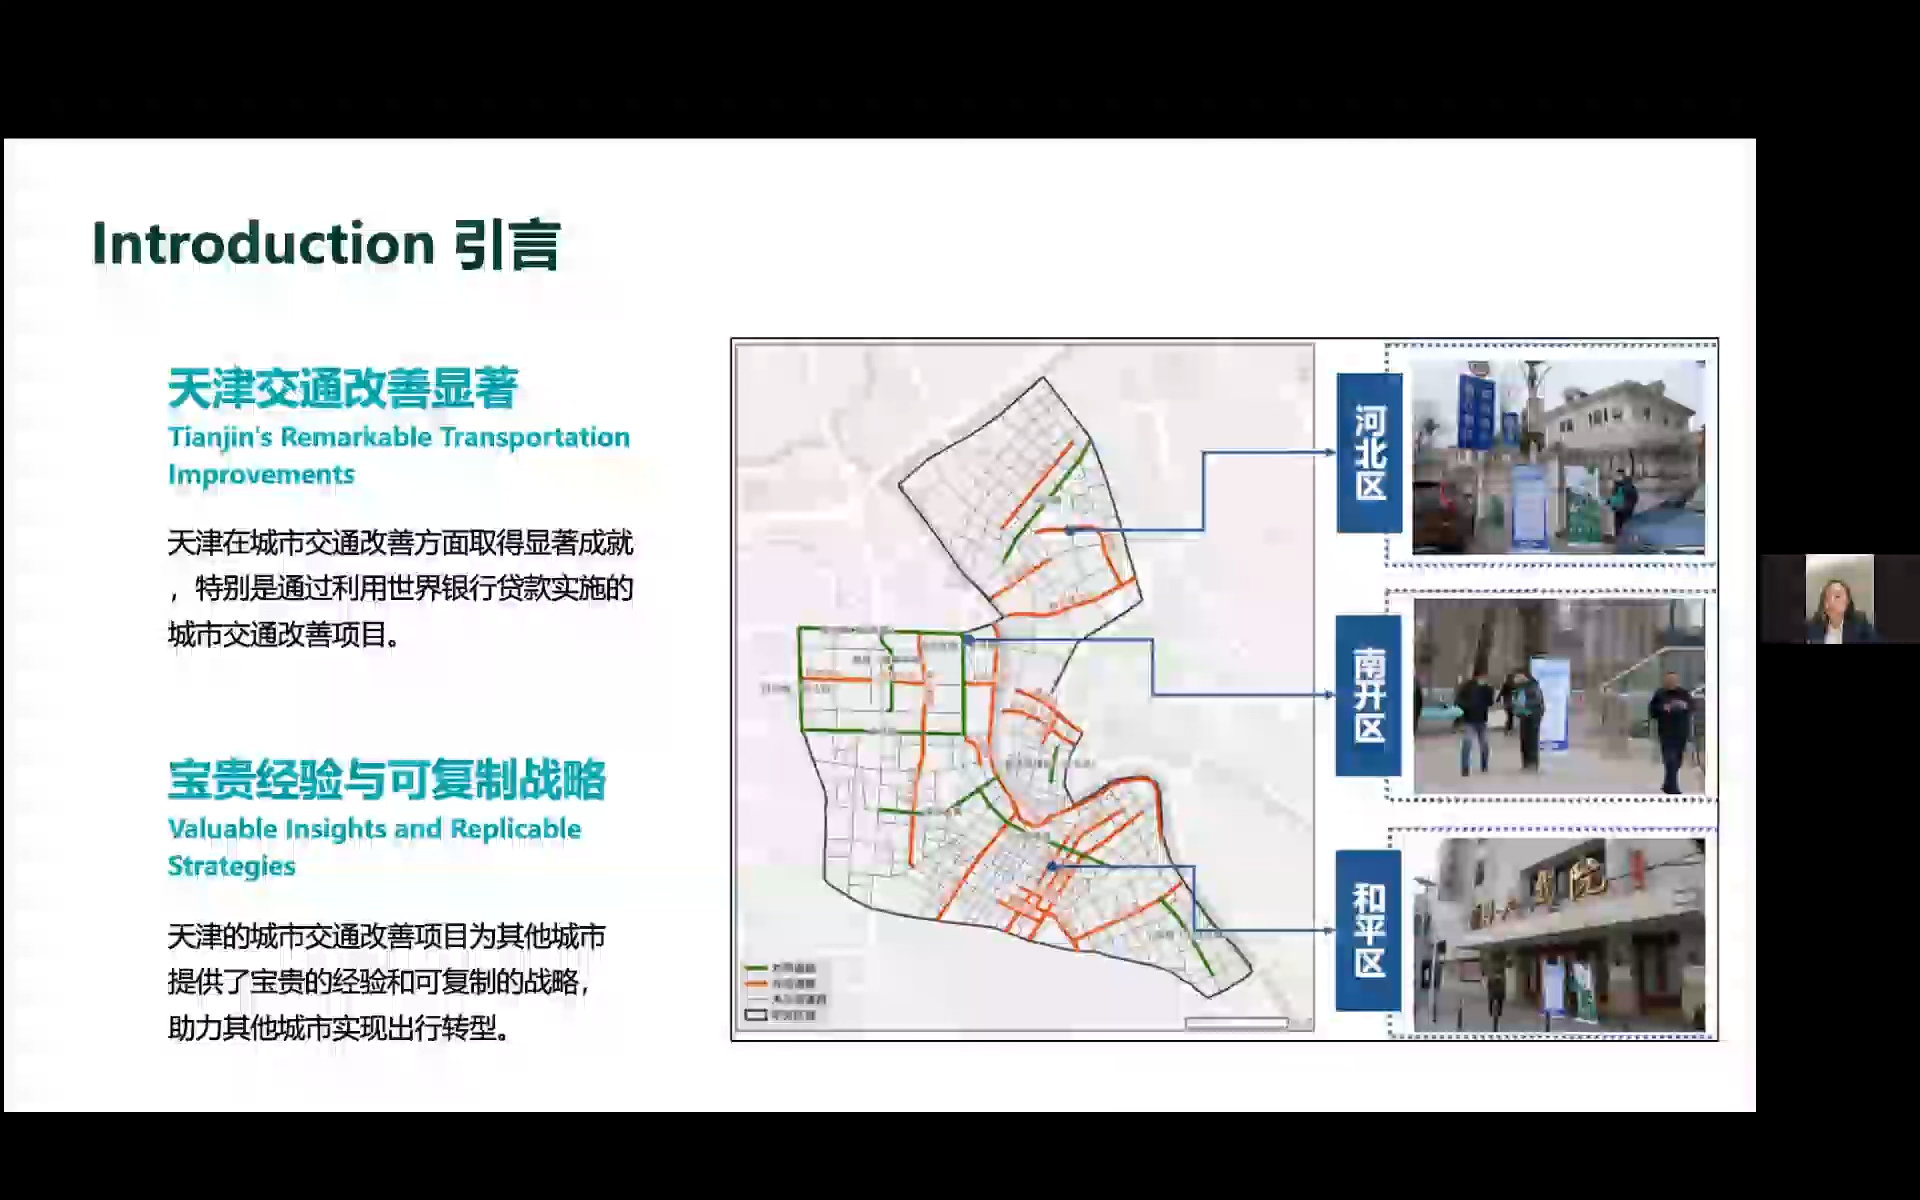 Introduction 引言
天津交通改善显著
Tianjin's Remarkable Transportation
Improvements
天津在城市交通改善方面取得显著成就
，特别是通过利用世界银行贷款实施的
城市交通改善项目。
宝贵经验与可复制战略
Valuable Insights and Replicable
Strategies
天津的城市交通改善项目为其他城市
提供了宝贵的经验和可复制的战略，
助力其他城市实现出行转型。
河北区
南开区
和平区